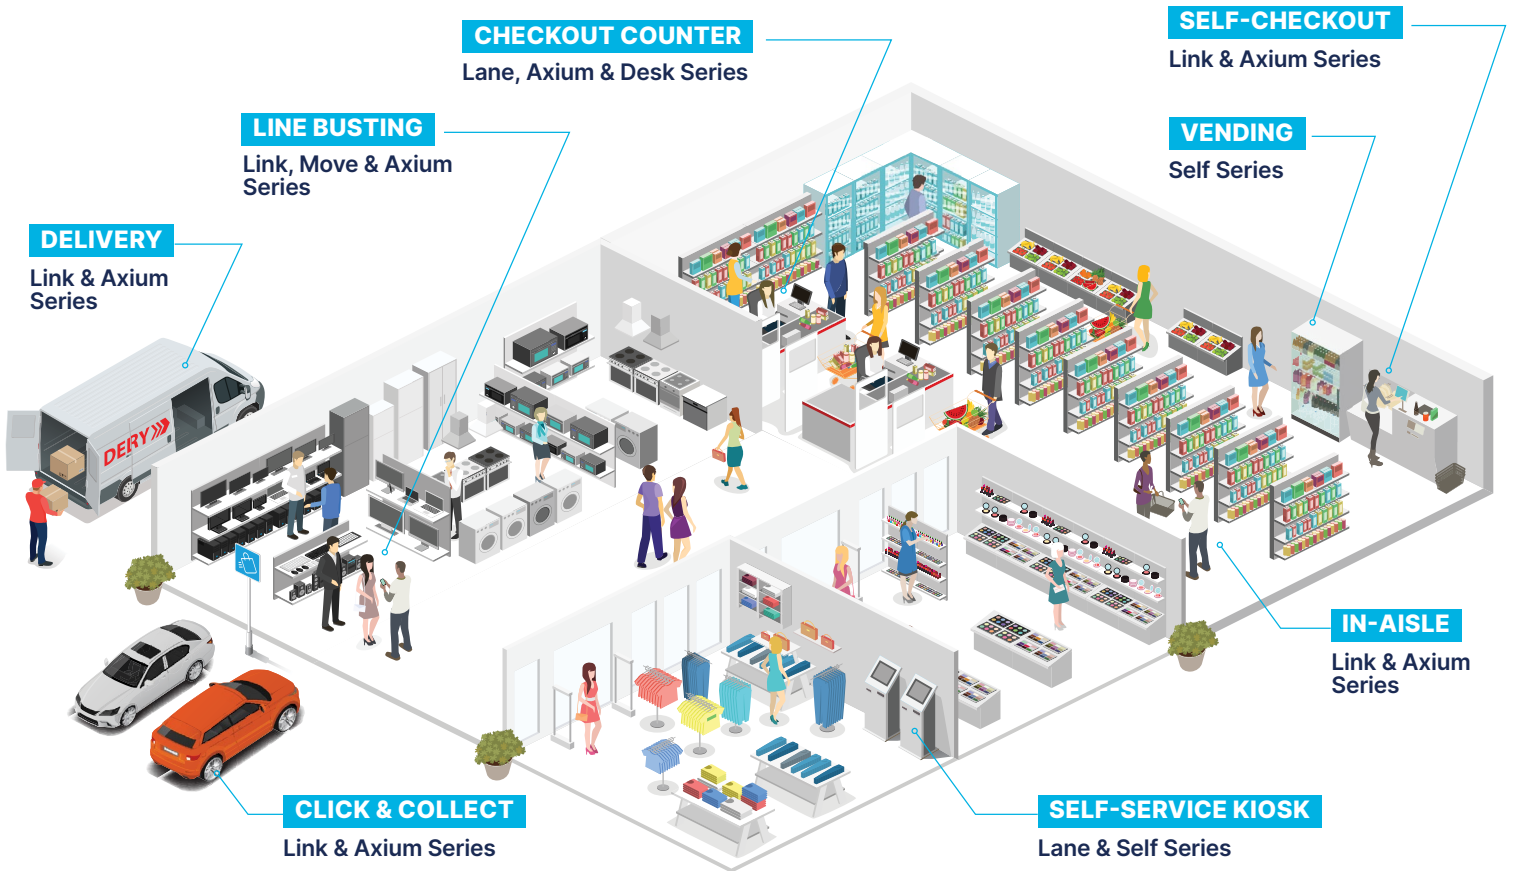 CHECKOUT COUNTER
Lane, Axium & Desk Series
SELF-CHECKOUT
Link & Axium Series
LINE BUSTING
Link, Move & Axium
Series
VENDING
Self Series
DELIVERY
Link & Axium
Series
DERY
IN-AISLE
Link & Axium
Series
CLICK & COLLECT
Link & Axium Series
SELF-SERVICE KIOSK
Lane & Self Series